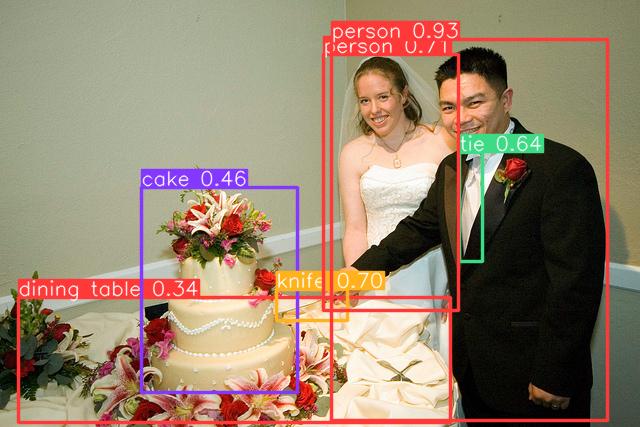 person 0.93
person 0.71
tie 0.64
cake 0.46
knife 0.70
dining table 0.34